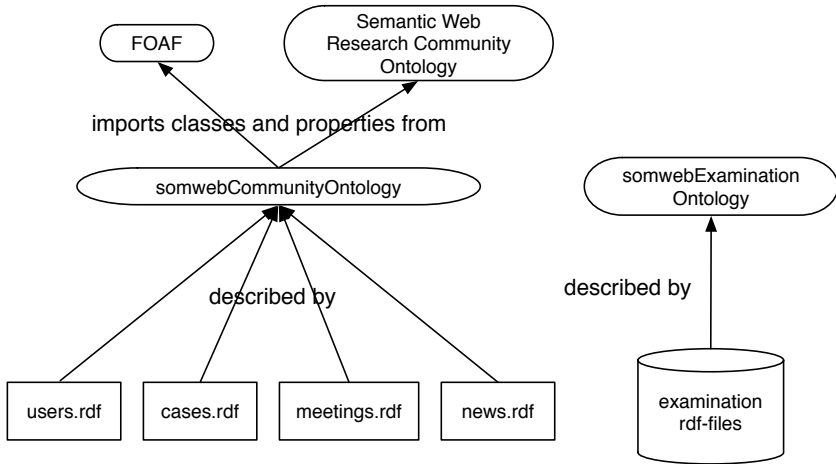 FOAF
Semantic Web
Research Community
Ontology
imports classes and properties from
somwebCommunityOntology
somwebExamination
Ontology
described by
described by
users.rdf
cases.rdf
meetings.rdf
news.rdf
examination
rdf-files